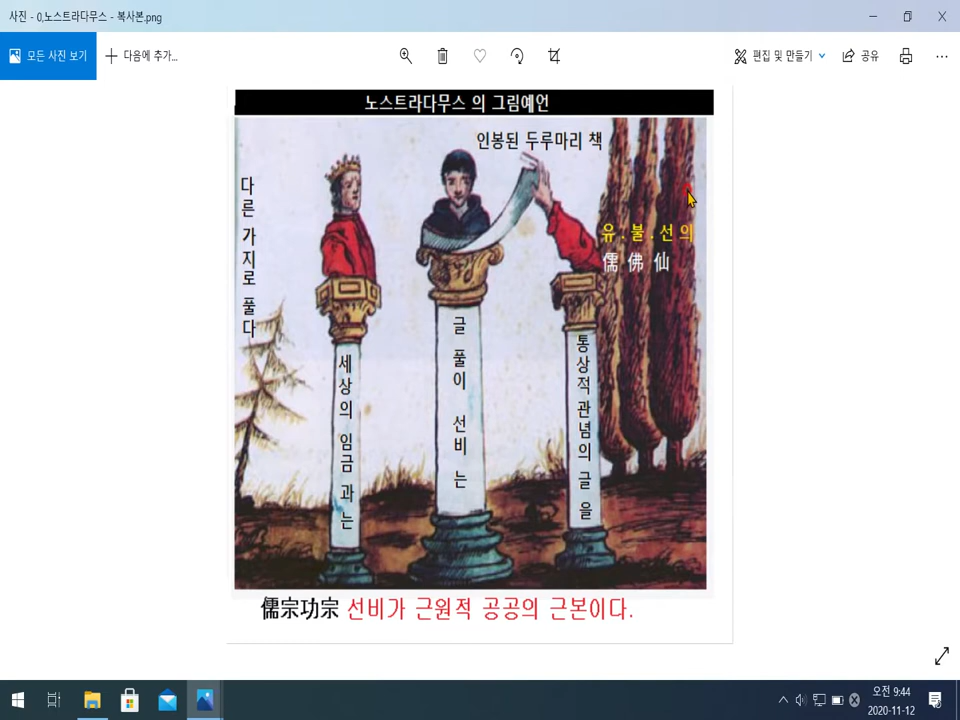 사진 - 0,노스트라다무스 - 복사본.png
모든 사진 보기
다음에 추가...
편집 및 만들기
공유
노스트라다무스 의 그림예언
인봉된 두루마리 책
다른 가지로 풀다
유.불.선의
儒 佛 仙
세상의 임금 과는
글 풀이 선비 는
통상적관념의 글 을
儒宗功宗 선비가 근원적 공공의 근본이다.
오전 9:44
2020-11-12